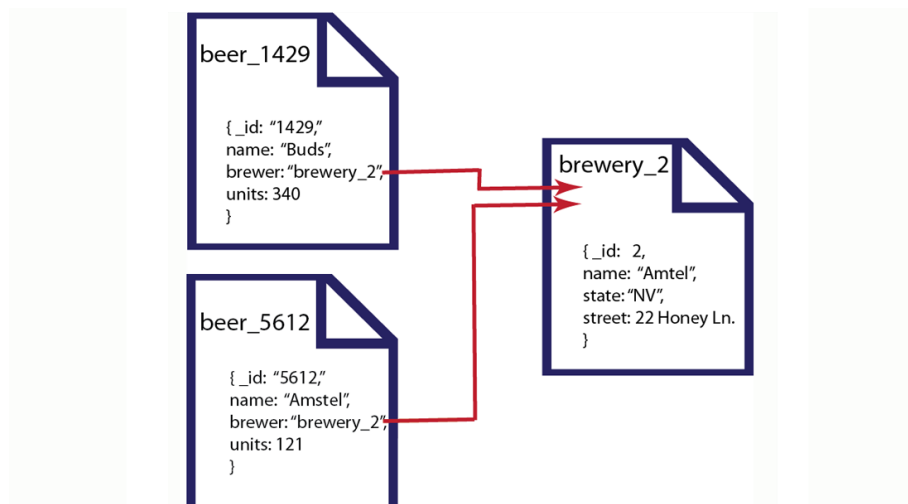 beer_1429
{ _id: “1429,”
name: “Buds”,
brewer: “brewery_2”,
units: 340
}
brewery_2
{ _id: 2,
name: “Amtel”,
state: “NV”,
street: 22 Honey Ln.
}
beer_5612
{ _id: “5612,”
name: “Amstel”,
brewer: “brewery_2”,
units: 121
}